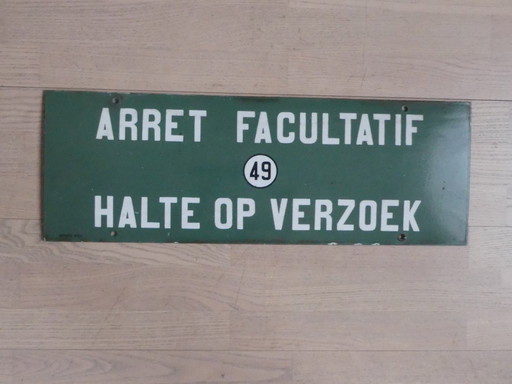 ARRET FACULTATIF
49
HALTE OP VERZOEK